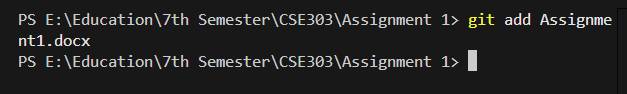 PS E:\Education\7th Semester\CSE303\Assignment 1> git add Assignme
nt1.docx
PS E:\Education\7th Semester\CSE303\Assignment 1>